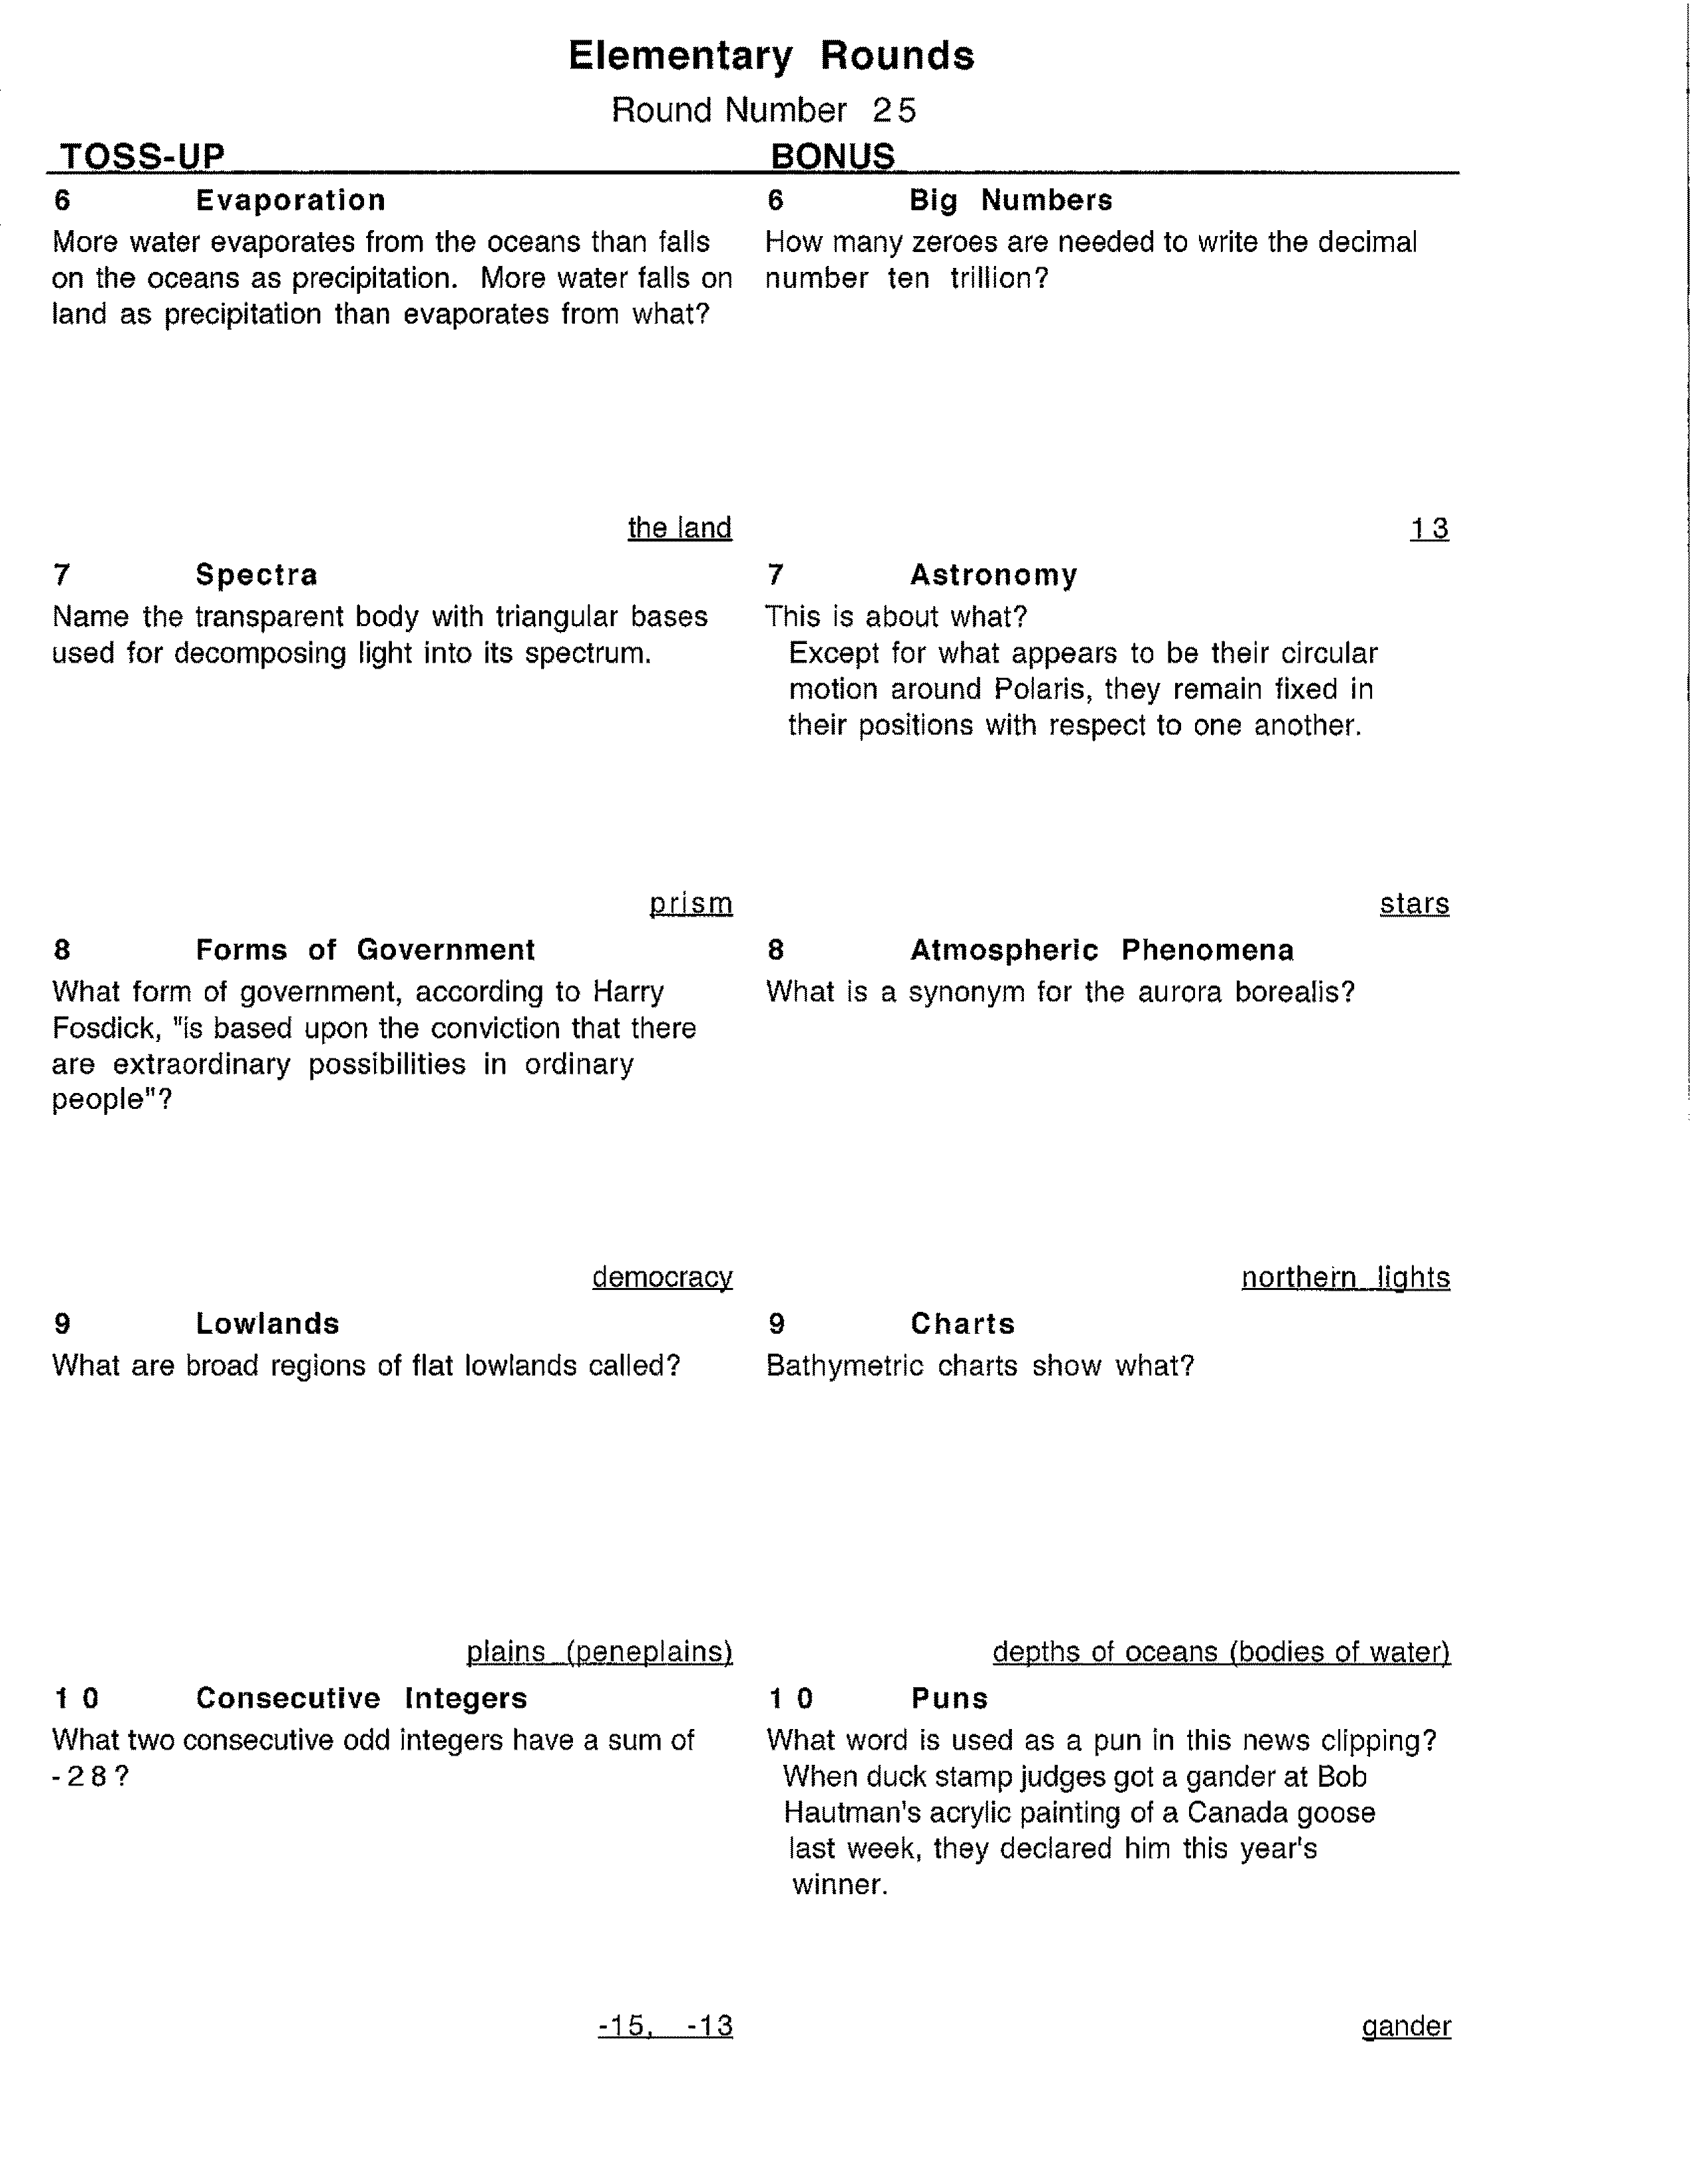 Elementary Rounds
Round Number 25
TOSS-UP
BONUS
6 Evaporation
More water evaporates from the oceans than falls
on the oceans as precipitation. More water falls on
land as precipitation than evaporates from what?
the land
6 Big Numbers
How many zeroes are needed to write the decimal
number ten trillion?
13
7 Spectra
Name the transparent body with triangular bases
used for decomposing light into its spectrum.
prism
7 Astronomy
This is about what?
Except for what appears to be their circular
motion around Polaris, they remain fixed in
their positions with respect to one another.
stars
8 Forms of Government
What form of government, according to Harry
Fosdick, "is based upon the conviction that there
are extraordinary possibilities in ordinary
people"?
democracy
8 Atmospheric Phenomena
What is a synonym for the aurora borealis?
northern lights
9 Lowlands
What are broad regions of flat lowlands called?
plains (peneplains)
9 Charts
Bathymetric charts show what?
depths of oceans (bodies of water)
10 Consecutive Integers
What two consecutive odd integers have a sum of
-28?
-15, -13
10 Puns
What word is used as a pun in this news clipping?
When duck stamp judges got a gander at Bob
Hautman's acrylic painting of a Canada goose
last week, they declared him this year's
winner.
gander